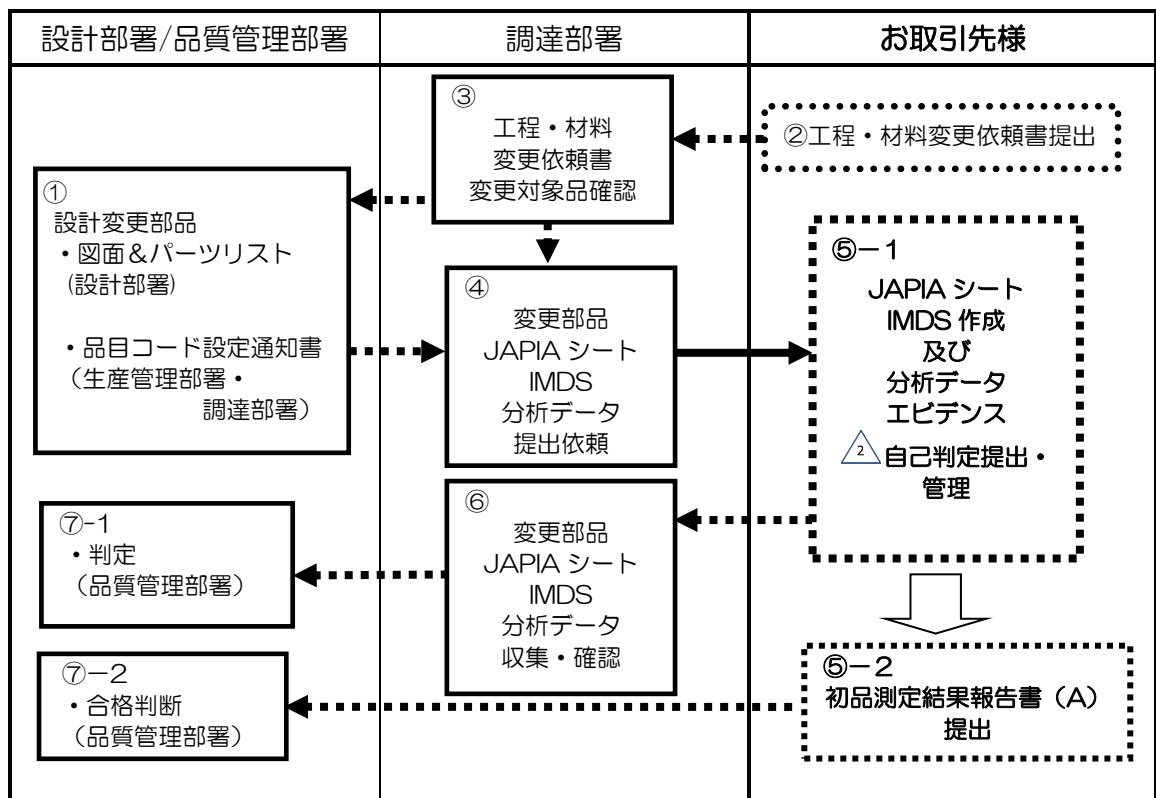 設計部署/品質管理部署
調達部署
お取引先様
①
設計変更部品
・図面＆パーツリスト
(設計部署)
・品目コード設定通知書
（生産管理部署・
調達部署）
②工程・材料変更依頼書提出
③
工程・材料
変更依頼書
変更対象品確認
④
変更部品
JAPIA シート
IMDS
分析データ
提出依頼
⑤－１
JAPIA シート
IMDS 作成
及び
分析データ
エビデンス
2 自己判定提出・
管理
⑤－２
初品測定結果報告書（A）
提出
⑥
変更部品
JAPIA シート
IMDS
分析データ
収集・確認
⑦-1
・判定
（品質管理部署）
⑦－２
・合格判断
（品質管理部署）